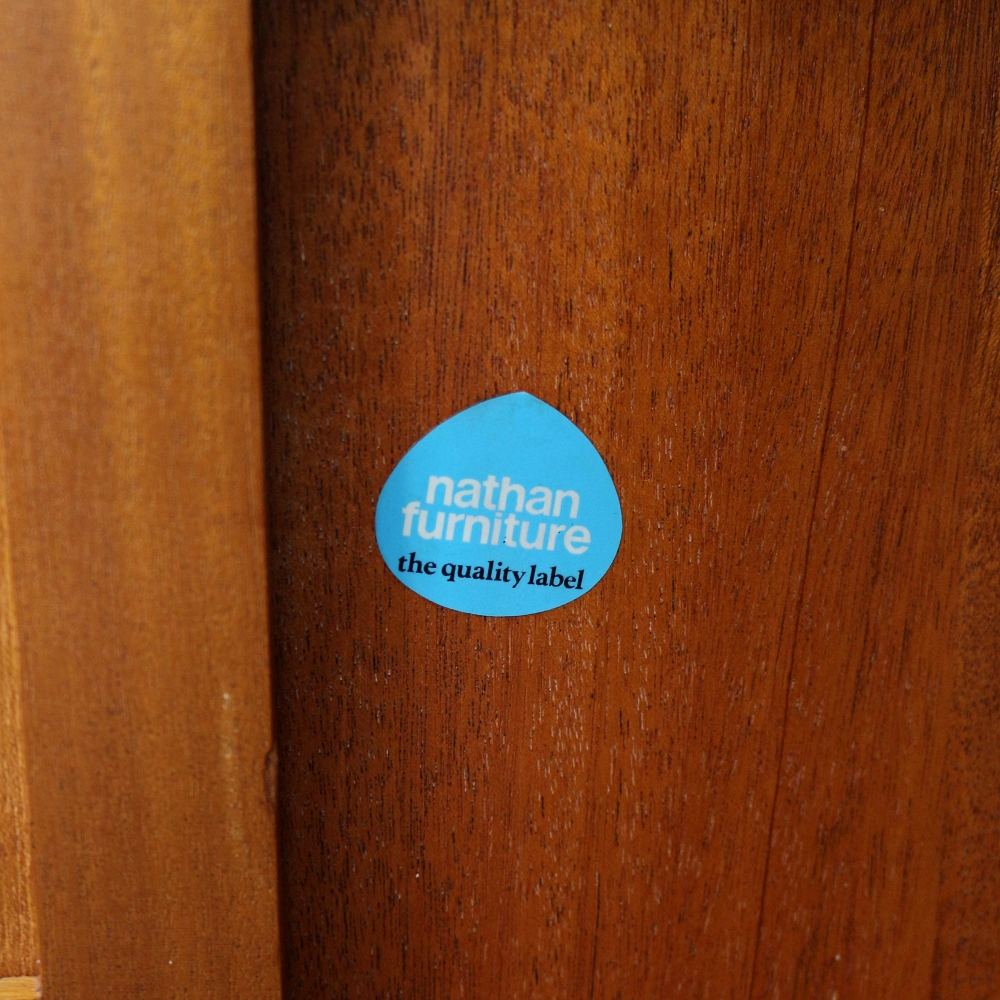 nathan
furniture
the quality label